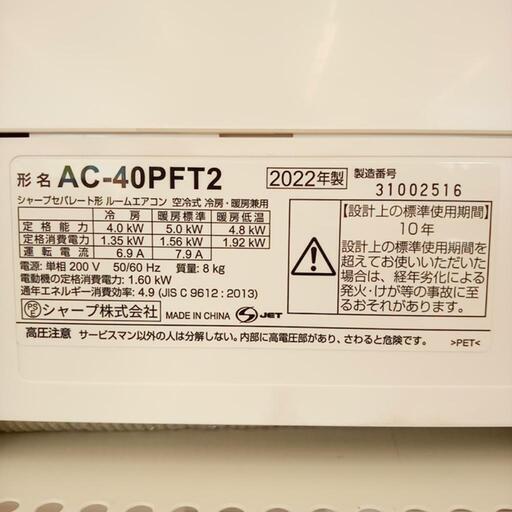 形名 AC-40PFT2 2022年製 製造番号 31002516
シャープセパレート形 ルームエアコン 空冷式 冷房・暖房兼用
冷房 暖房標準 暖房低温
定格能力 4.0 kW 5.0 kW 4.8 kW
定格消費電力 1.35 kW 1.56 kW 1.92 kW
運転電流 6.9 A 7.9 A
電源: 単相 200 V 50/60 Hz 質量: 8 kg
電動機の定格消費電力: 1.60 kW
通年エネルギー消費効率: 4.9 (JIS C 9612 : 2013)
PSE シャープ株式会社 MADE IN CHINA S JET
【設計上の標準使用期間】
10年
設計上の標準使用期間を
超えてお使いいただいた
場合は、経年劣化による
発火・けが等の事故に至
るおそれがあります。
高圧注意 サービスマン以外の人は分解しない。内部に高電圧部があり、さわると危険です。
>PET<